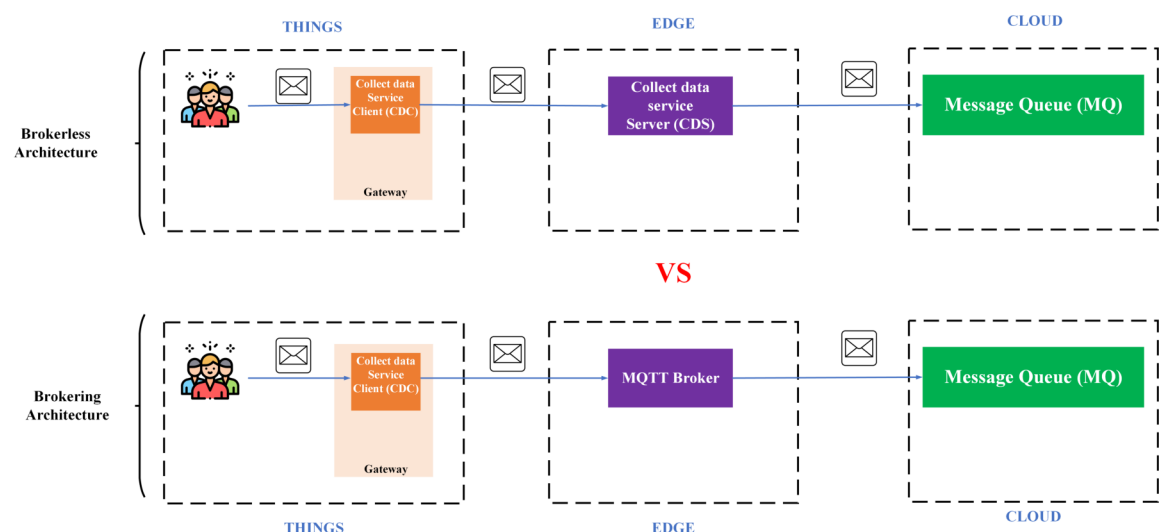 THINGS
EDGE
CLOUD
Brokerless
Architecture
Collect data
Service
Client (CDC)
Gateway
Collect data
service
Server (CDS)
Message Queue (MQ)
VS
Brokering
Architecture
Collect data
Service
Client (CDC)
Gateway
MQTT Broker
Message Queue (MQ)
THINGS
EDGE
CLOUD